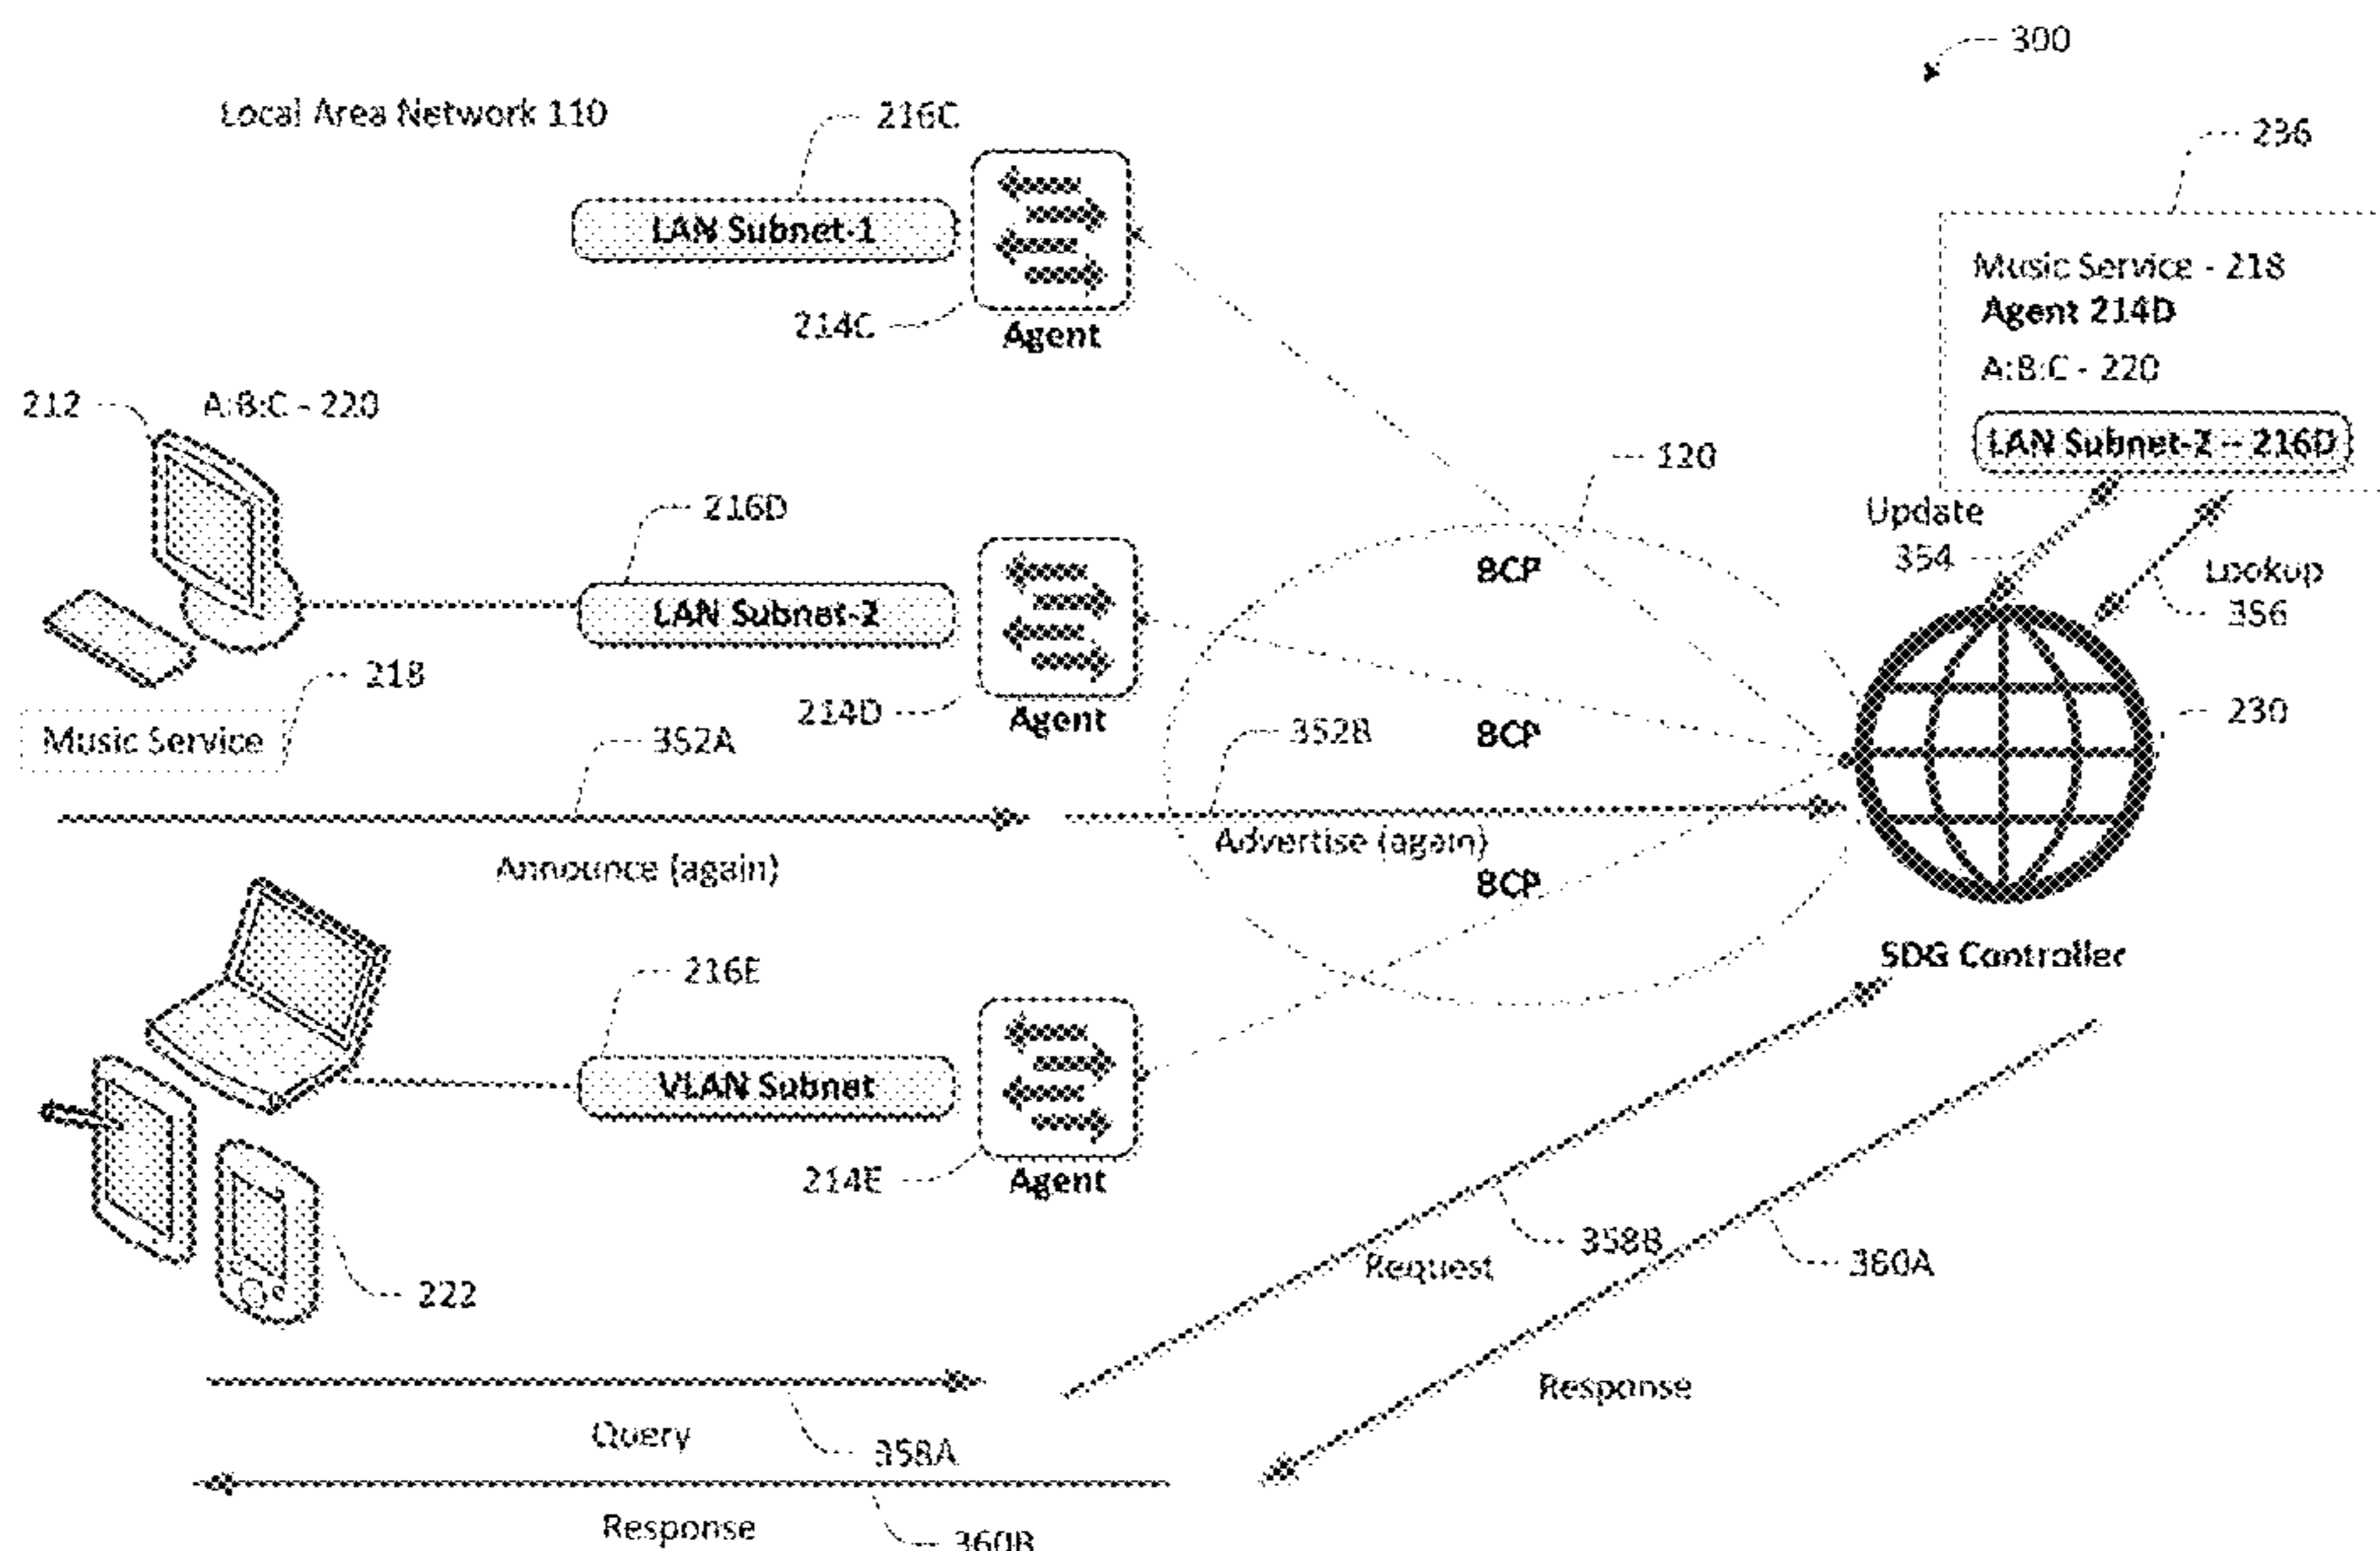 300
Local Area Network 110
216C
236
LAN Subnet-1
Music Service - 218
Agent 214D
A:B:C - 220
LAN Subnet-2 -- 216D
214C
Agent
212
A:B:C - 220
120
216D
Update
354
Lookup
356
BCP
LAN Subnet-2
218
214D
Agent
230
Music Service
352A
352B
BCP
Announce (again)
Advertise (again)
BCP
SDG Controller
216E
VLAN Subnet
214E
Agent
222
358B
Request
360A
Response
Query
358A
Response
360B